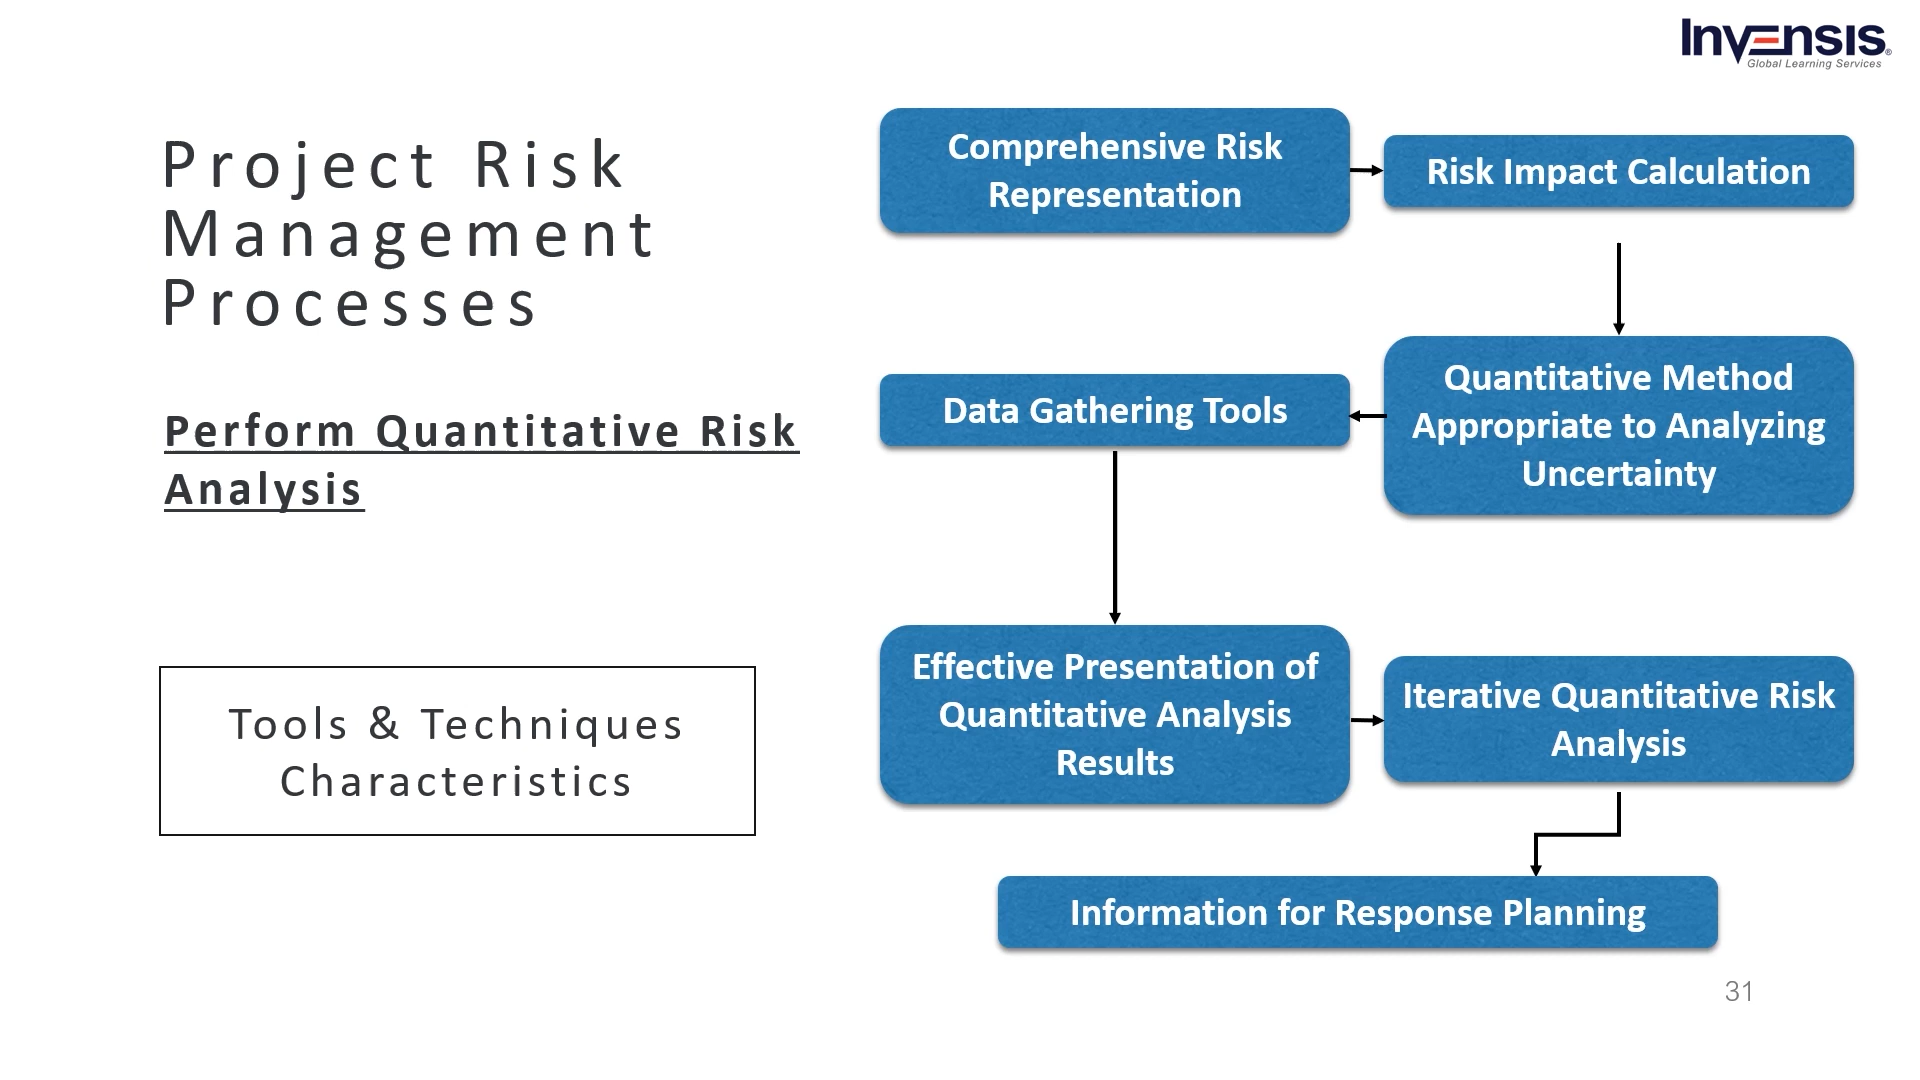 Invensis®
Global Learning Services
Project Risk
Management
Processes
Perform Quantitative Risk
Analysis
Tools & Techniques
Characteristics
Comprehensive Risk
Representation
Risk Impact Calculation
Quantitative Method
Appropriate to Analyzing
Uncertainty
Data Gathering Tools
Effective Presentation of
Quantitative Analysis
Results
Iterative Quantitative Risk
Analysis
Information for Response Planning
31